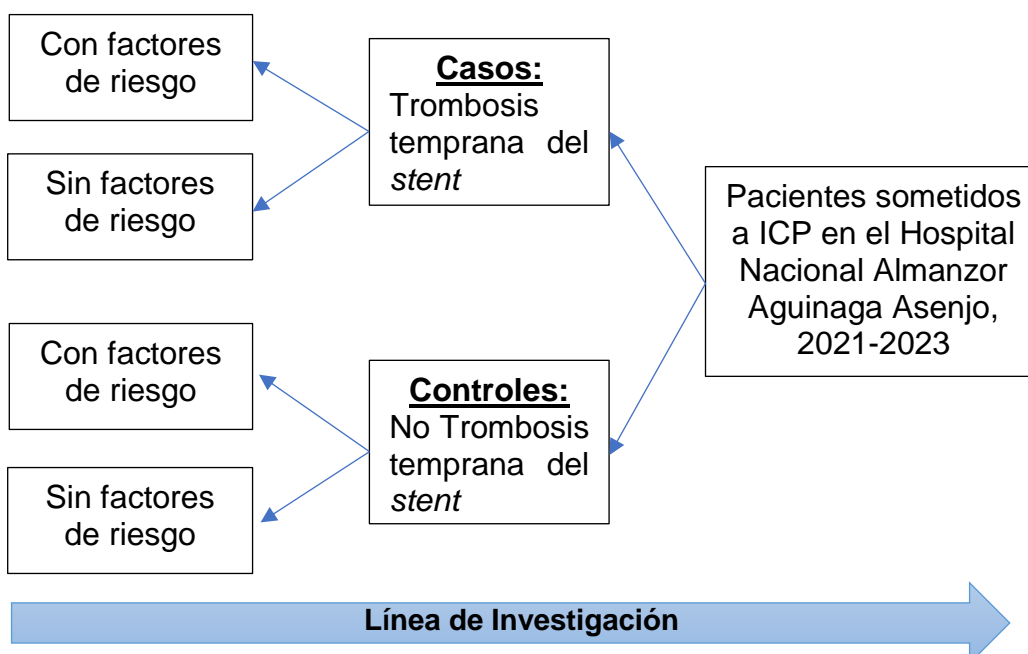 Con factores
de riesgo
Sin factores
de riesgo
Casos:
Trombosis
temprana del
stent
Pacientes sometidos
a ICP en el Hospital
Nacional Almanzor
Aguinaga Asenjo,
2021-2023
Con factores
de riesgo
Sin factores
de riesgo
Controles:
No Trombosis
temprana del
stent
Línea de Investigación